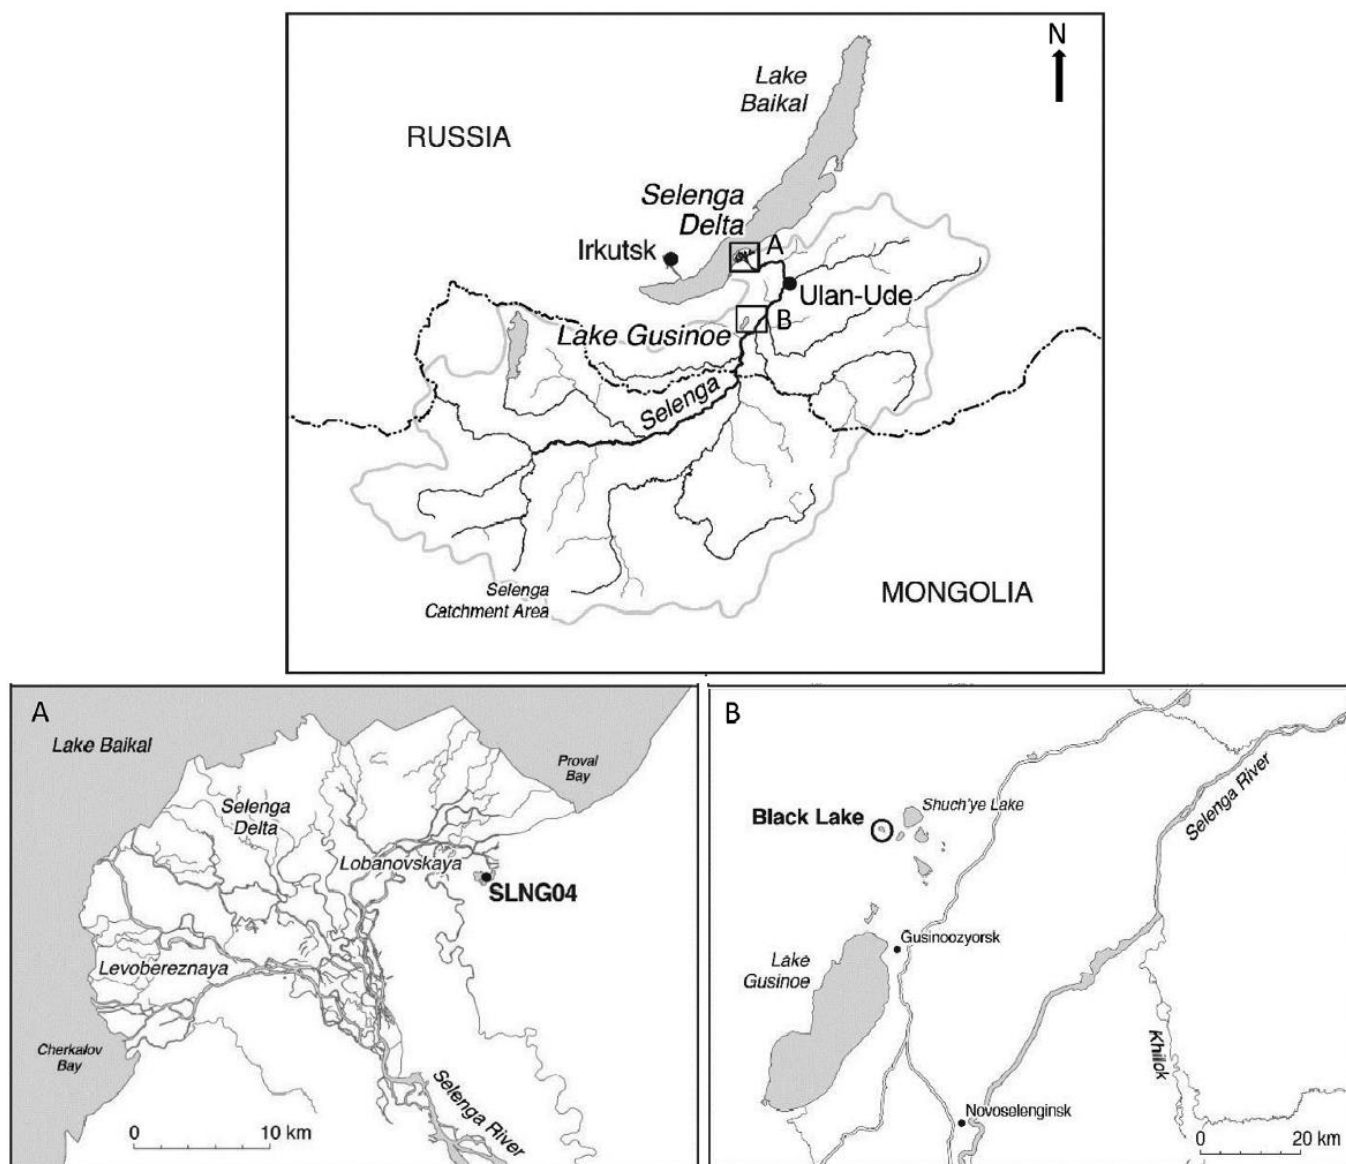 N
Lake
Baikal
RUSSIA
Selenga
Delta
A
Irkutsk
Ulan-Ude
B
Lake Gusinoe
Selenga
Selenga
Catchment Area
MONGOLIA
A
Lake Baikal
Proval
Bay
Selenga
Delta
Lobanovskaya
SLNG04
Levobereznaya
Cherkalov
Bay
Selenga River
0 10 km
B
Selenga River
Shuch'ye Lake
Black Lake
Gusinoozyorsk
Lake
Gusinoe
Khilok
Novoselenginsk
0 20 km